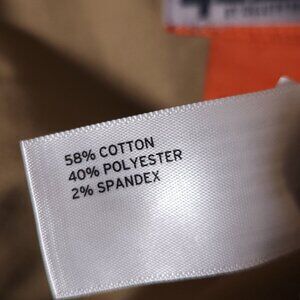 58% COTTON
40% POLYESTER
2% SPANDEX